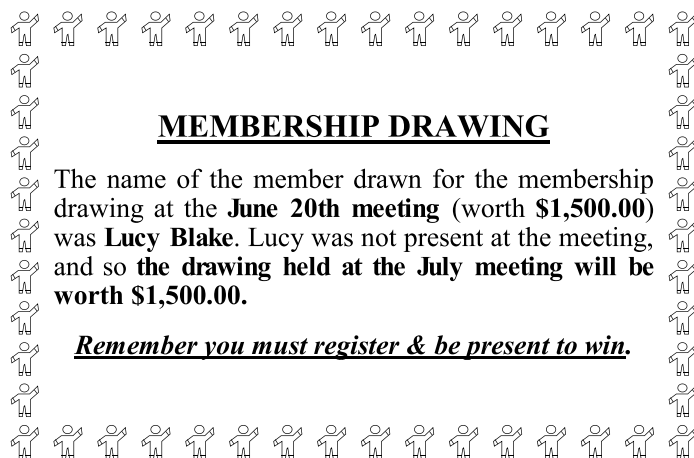 MEMBERSHIP DRAWING
The name of the member drawn for the membership
drawing at the June 20th meeting (worth $1,500.00)
was Lucy Blake. Lucy was not present at the meeting,
and so the drawing held at the July meeting will be
worth $1,500.00.
Remember you must register & be present to win.